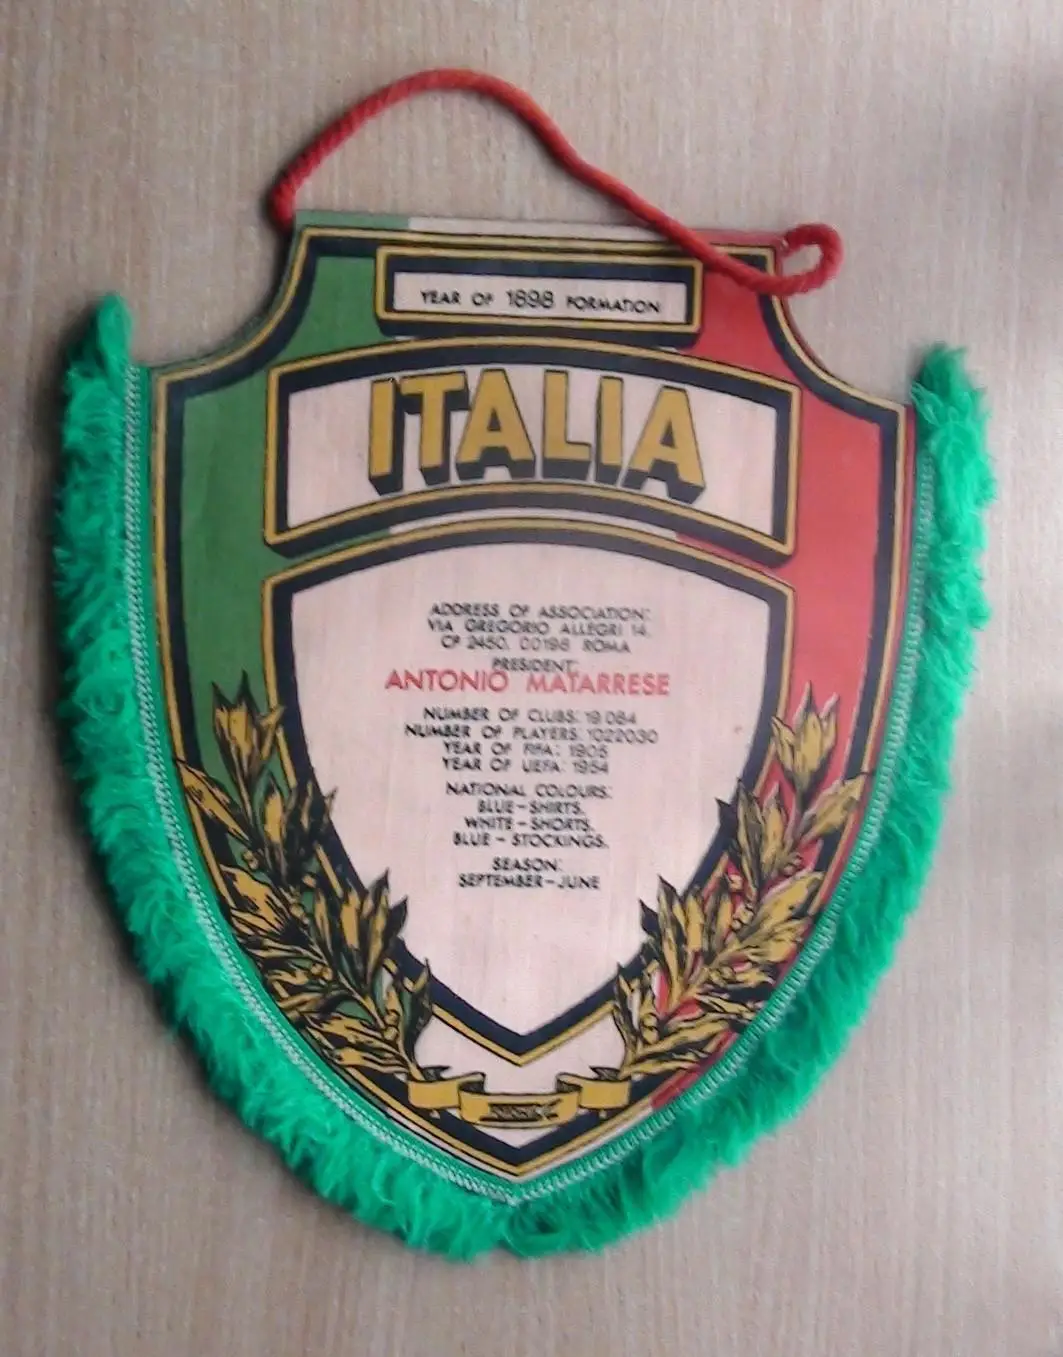 YEAR OF 1898 FORMATION
ITALIA
ADDRESS OF ASSOCIATION:
VIA GREGORIO ALLEGRI 14,
CP 2450, 00198 ROMA
PRESIDENT:
ANTONIO MATARRESE
NUMBER OF CLUBS: 19.084
NUMBER OF PLAYERS: 1022030
YEAR OF FIFA: 1905
YEAR OF UEFA: 1954
NATIONAL COLOURS:
BLUE-SHIRTS,
WHITE-SHORTS,
BLUE-STOCKINGS,
SEASON:
SEPTEMBER-JUNE